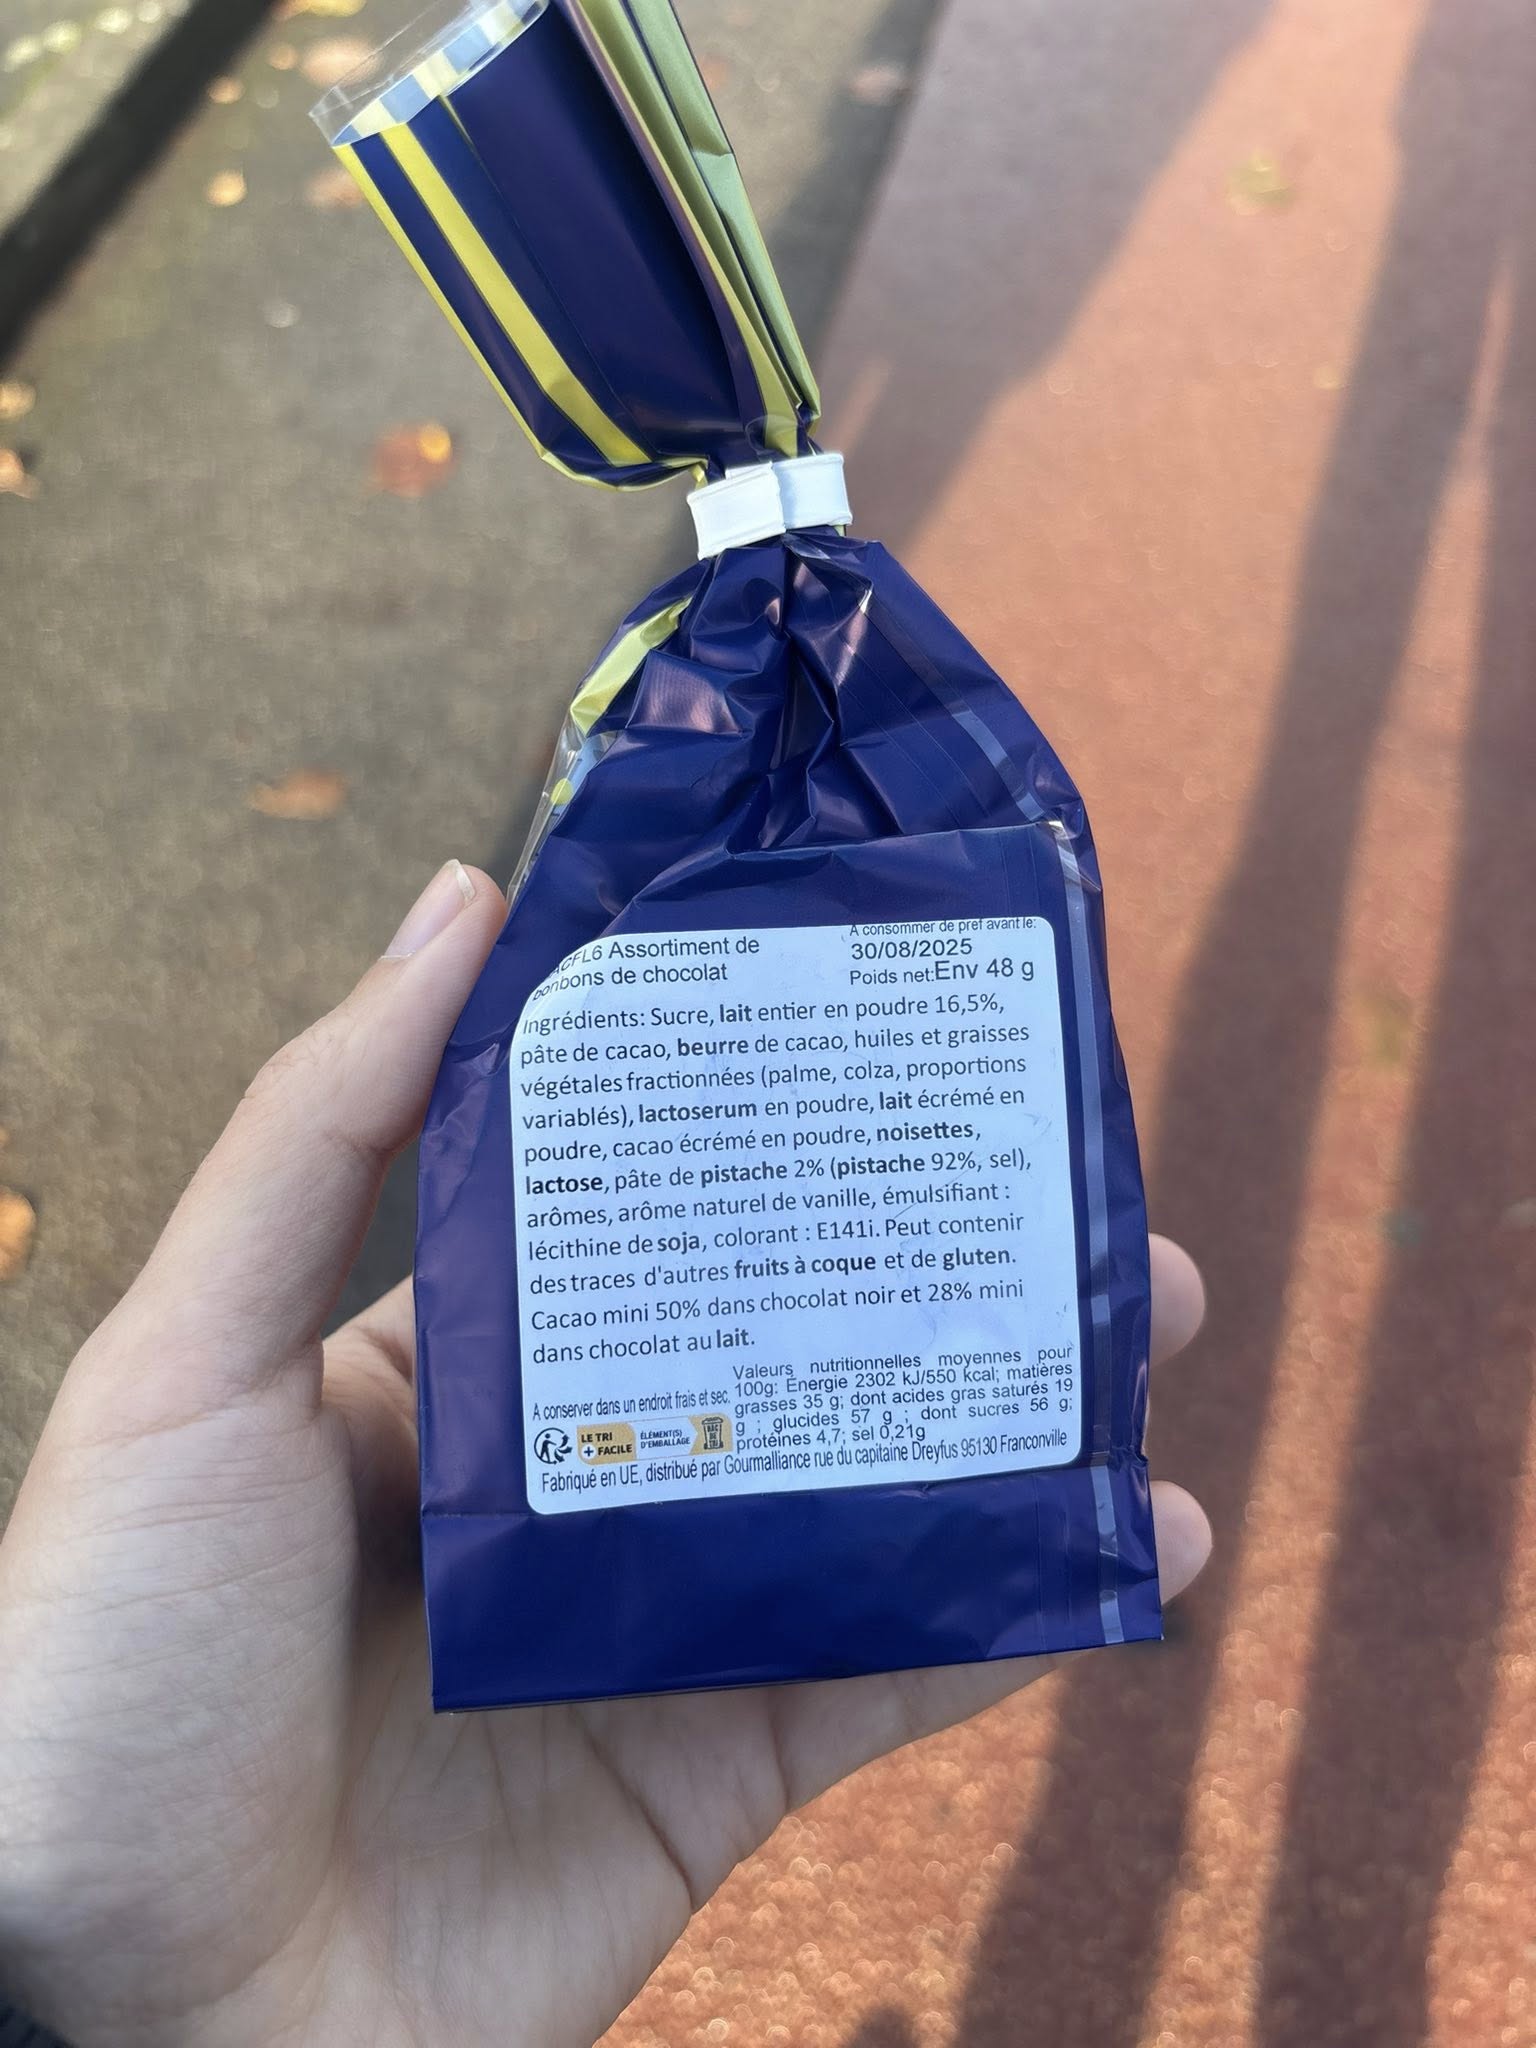 ACFL6 Assortiment de
bonbons de chocolat
A consommer de pref avant le:
30/08/2025
Poids net:Env 48 g
Ingrédients: Sucre, lait entier en poudre 16,5%,
pâte de cacao, beurre de cacao, huiles et graisses
végétales fractionnées (palme, colza, proportions
variablés), lactoserum en poudre, lait écrémé en
poudre, cacao écrémé en poudre, noisettes,
lactose, pâte de pistache 2% (pistache 92%, sel),
arômes, arôme naturel de vanille, émulsifiant :
lécithine de soja, colorant : E141i. Peut contenir
des traces d'autres fruits à coque et de gluten.
Cacao mini 50% dans chocolat noir et 28% mini
dans chocolat au lait.
A conserver dans un endroit frais et sec.
Valeurs nutritionnelles moyennes pour
100g: Énergie 2302 kJ/550 kcal; matières
grasses 35 g; dont acides gras saturés 19
g ; glucides 57 g ; dont sucres 56 g;
protéines 4,7; sel 0,21g
LE TRI
+ FACILE
ÉLÉMENT(S)
D'EMBALLAGE
BAC
DE
TRI
Fabriqué en UE, distribué par Gourmalliance rue du capitaine Dreyfus 95130 Franconville